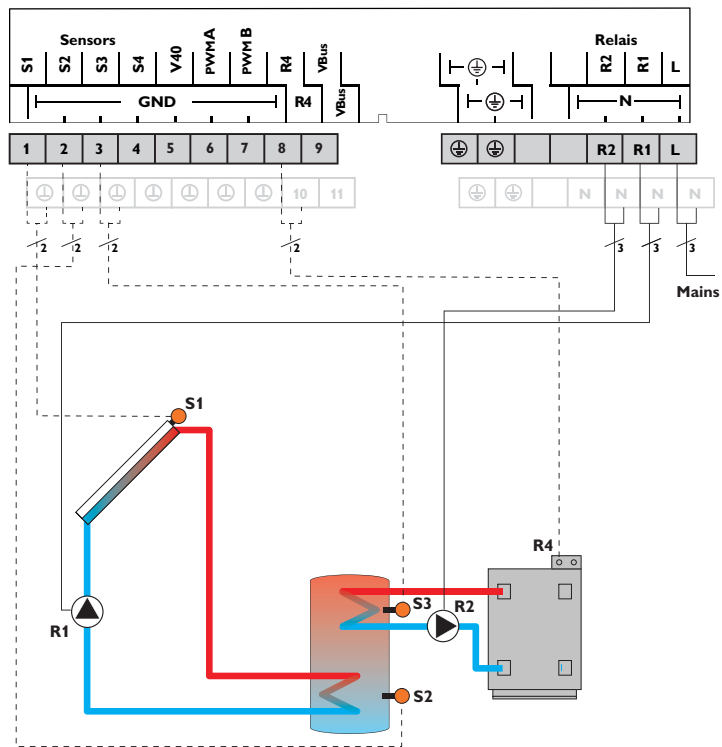 Sensors
Relais
S1 S2 S3 S4 V40 PWM A PWM B R4 VBus
R2 R1 L
GND R4 VBus
N
1 2 3 4 5 6 7 8 9
R2 R1 L
10 11
N N N N
2 2 2 2
3 3 3
Mains
S1
R4
S3 R2
R1
S2